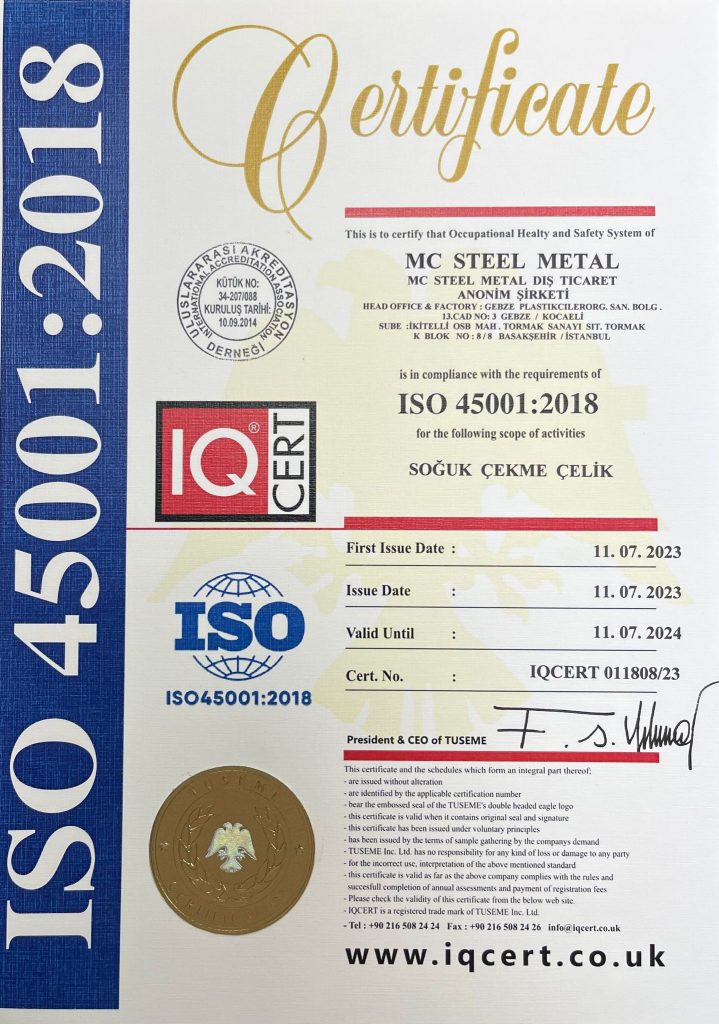 ISO 45001:2018
Certificate
This is to certify that Occupational Healty and Safety System of
MC STEEL METAL
MC STEEL METAL DIŞ TICARET
ANONİM ŞİRKETİ
HEAD OFFICE & FACTORY : GEBZE PLASTIKCILERORG. SAN. BOLG .
13.CAD NO: 3 GEBZE / KOCAELİ
SUBE :İKİTELLİ OSB MAH . TORMAK SANAYI SIT. TORMAK
K BLOK NO : 8 / 8 BASAKŞEHİR / İSTANBUL
ULUSLARARASI AKREDİTASYON
DERNEĞİ
INTERNATIONAL ACCREDITATION ASSOCIATION
KÜTÜK NO:
34-207/088
KURULUŞ TARİHİ:
10.09.2014
is in compliance with the requirements of
ISO 45001:2018
for the following scope of activities
SOĞUK ÇEKME ÇELİK
IQ®
CERT
First Issue Date : 11. 07. 2023
Issue Date : 11. 07. 2023
Valid Until : 11. 07. 2024
Cert. No. : IQCERT 011808/23
ISO
ISO45001:2018
President & CEO of TUSEME
This certificate and the schedules which form an integral part thereof;
- are issued without alteration
- are identified by the applicable certification number
- bear the embossed seal of the TUSEME's double headed eagle logo
- this certificate is valid when it contains original seal and signature
- this certificate has been issued under voluntary principles
- has been issued by the terms of sample gathering by the companys demand
- TUSEME Inc. Ltd. has no responsibility for any kind of loss or damage to any party
- for the incorrect use, interpretation of the above mentioned standard
- this certificate is valid as far as the above company complies with the rules and
successfull completion of annual assessments and payment of registration fees
- Please check the validity of this certificate from the below web site.
- IQCERT is a registered trade mark of TUSEME Inc. Ltd.
- Tel : +90 216 508 24 24 Fax : +90 216 508 24 26 info@iqcert.co.uk
www.iqcert.co.uk
TUSEME